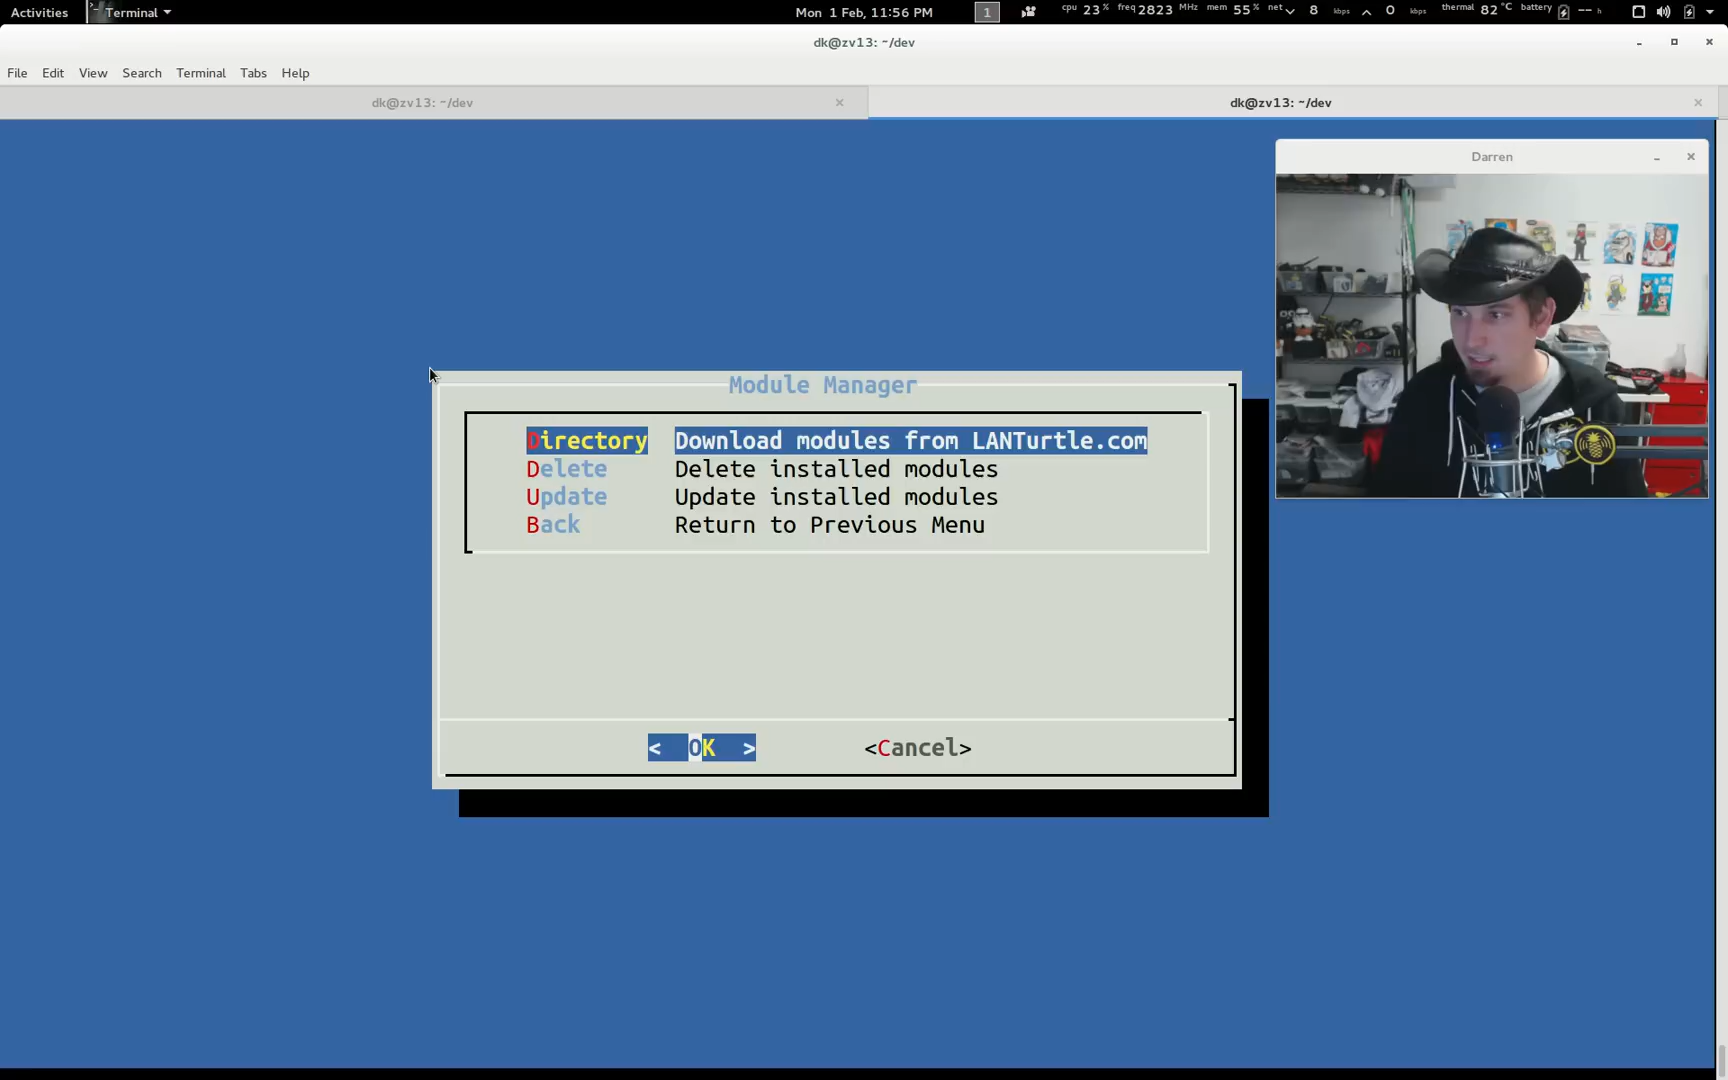 Activities Terminal Mon 1 Feb, 11:56 PM 1 cpu 23 % freq 2823 MHz mem 55 % net 8 kbps 0 kbps thermal 82 °C battery -- h
dk@zv13: ~/dev
File Edit View Search Terminal Tabs Help
dk@zv13: ~/dev × dk@zv13: ~/dev ×
Darren
Module Manager
Directory Download modules from LANTurtle.com
Delete Delete installed modules
Update Update installed modules
Back Return to Previous Menu
< OK > <Cancel>